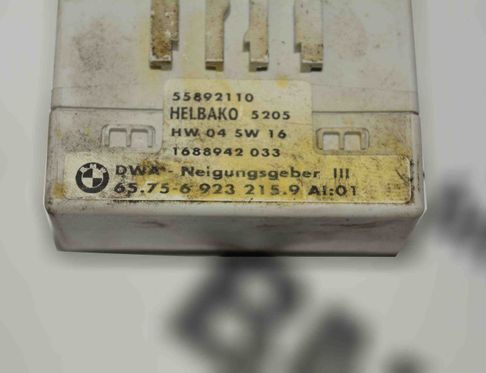 55892110
HELBAKO 5205
HW 04 SW 16
1688942 033
DWA - Neigungsgeber III
65.75-6 923 215.9 AI:01